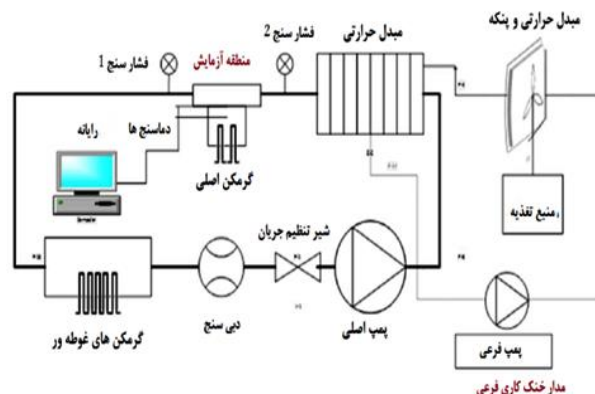 مبدل حرارتی و پنکه
مبدل حرارتی
فشار سنج 2
منطقه آزمایش
فشار سنج 1
دماسنج ها
رایانه
گرمکن اصلی
منبع تغذیه
شیر تنظیم جریان
گرمکن های غوطه ور
دبی سنج
پمپ اصلی
پمپ فرعی
مدار خنک کاری فرعی